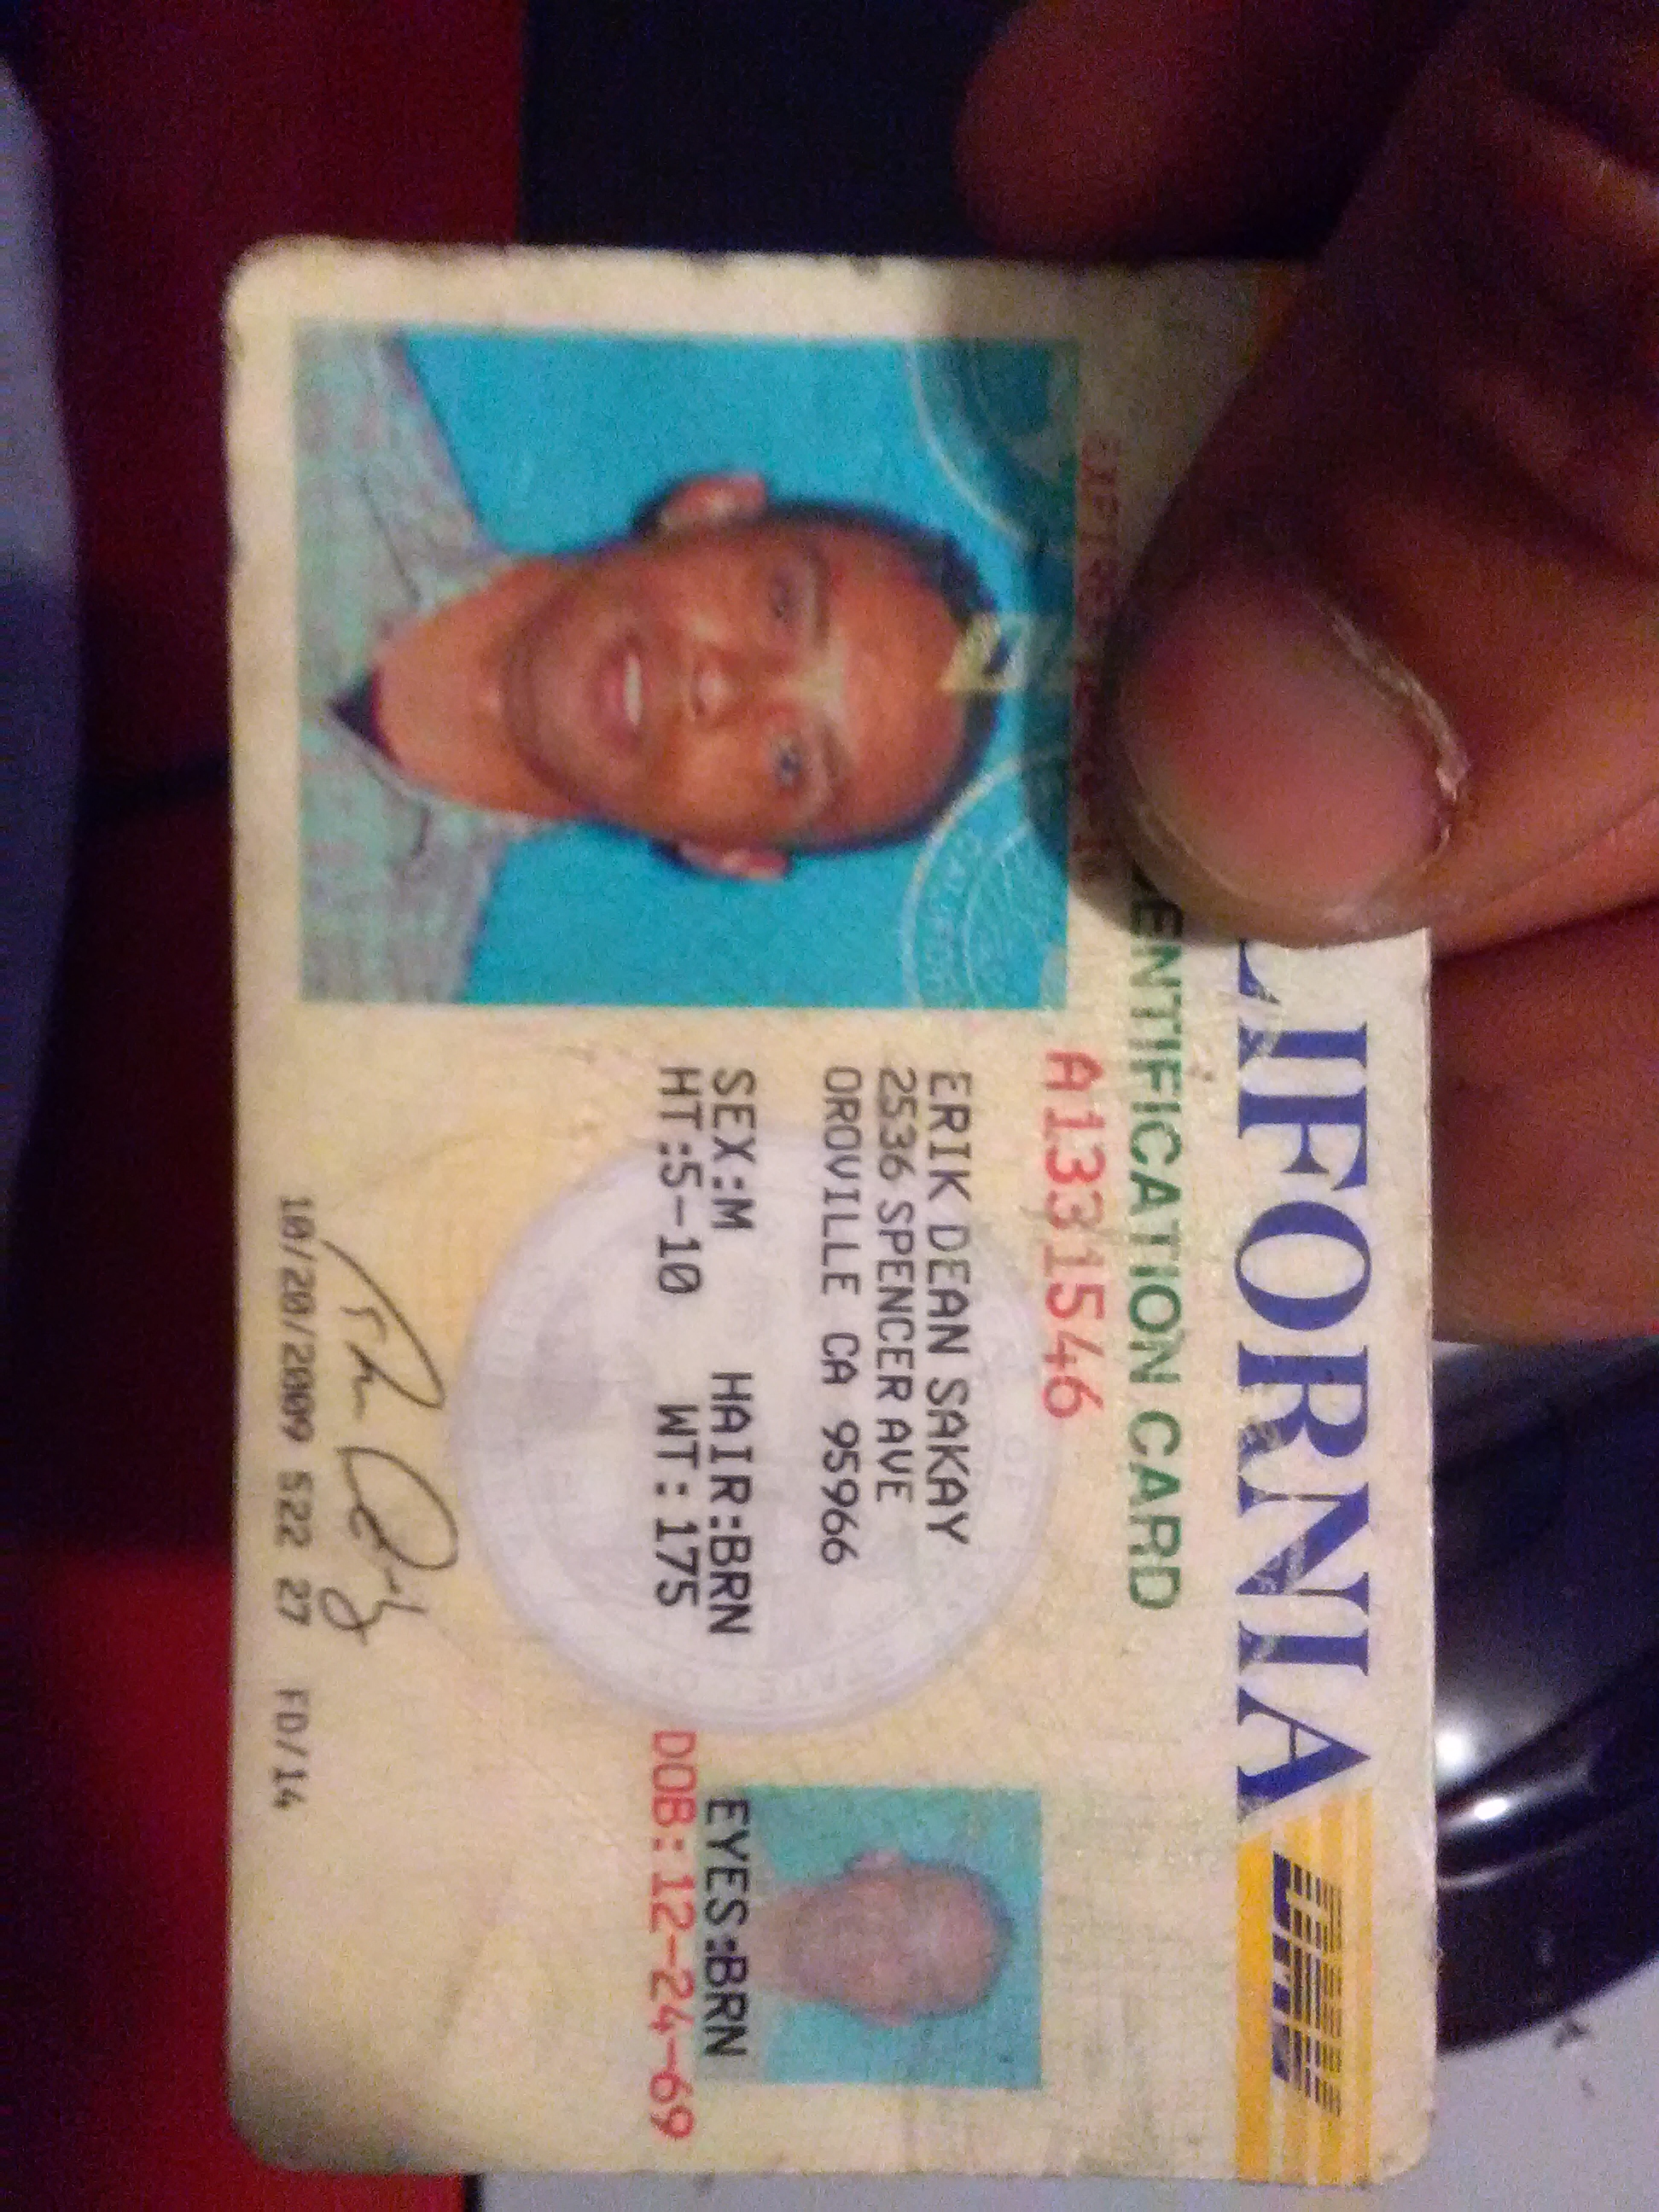 LIFORNIA
ENTIFICATION CARD
A1331546
ERIK DEAN SAKAY
2536 SPENCER AVE
OROVILLE CA 95966
SEX:M HAIR:BRN EYES:BRN
HT:5-10 WT:175 DOB:12-24-69
10/20/2009 522 27 FD/14